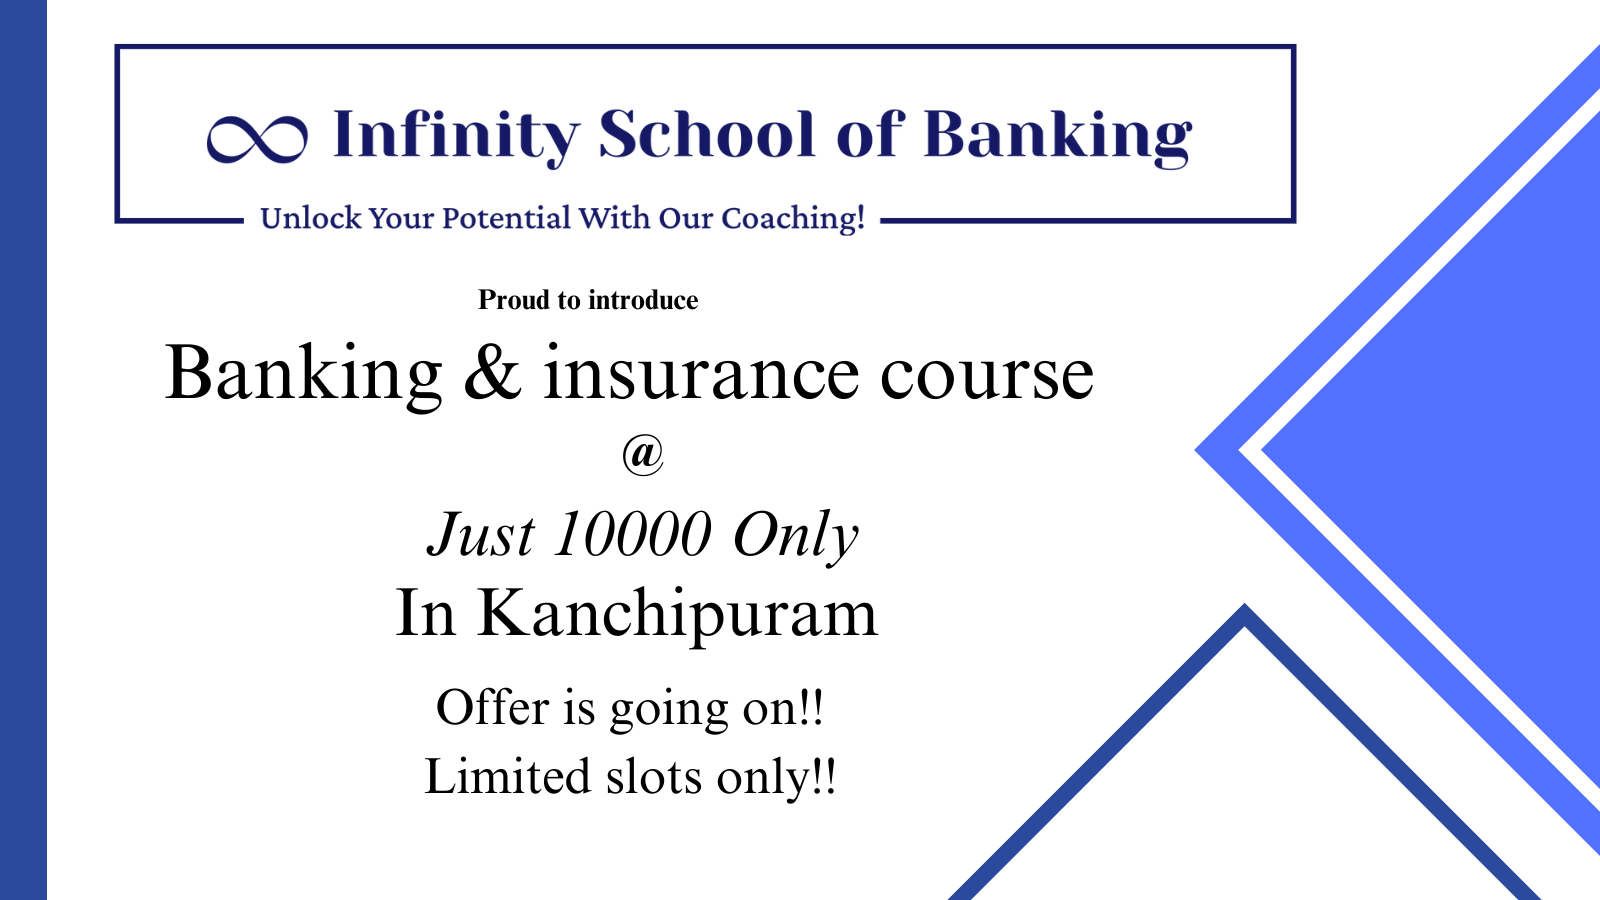 ∞ Infinity School of Banking
Unlock Your Potential With Our Coaching!
Proud to introduce
Banking & insurance course
@
Just 10000 Only
In Kanchipuram
Offer is going on!!
Limited slots only!!